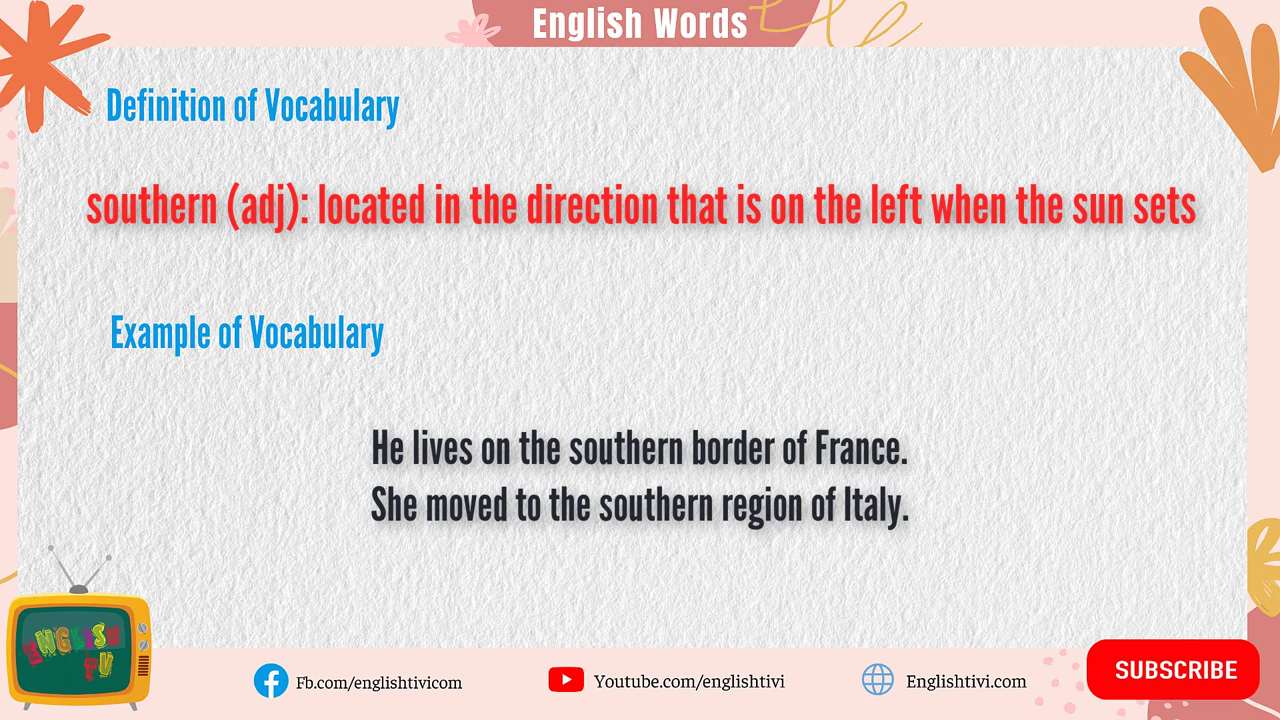 English Words
Definition of Vocabulary
southern (adj): located in the direction that is on the left when the sun sets
Example of Vocabulary
He lives on the southern border of France.
She moved to the southern region of Italy.
ENGLISH
TV
Fb.com/englishtivicom
Youtube.com/englishtivi
Englishtivi.com
SUBSCRIBE